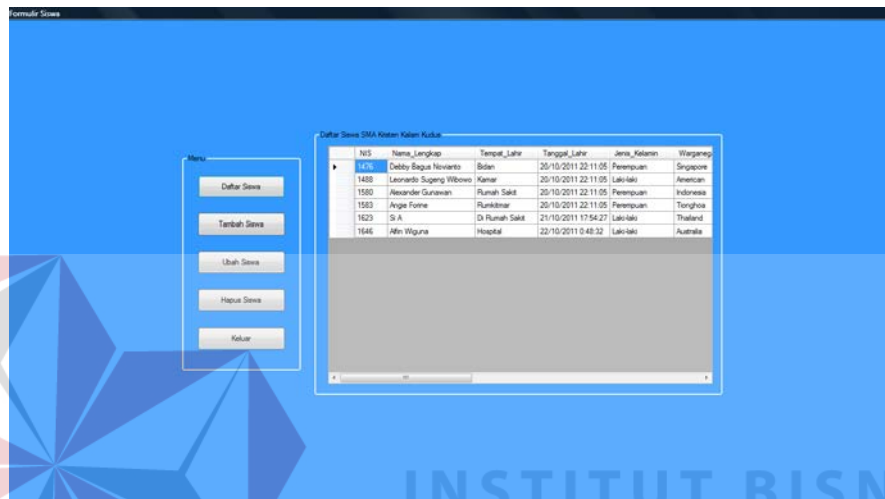 Formulir Siswa
Daftar Siswa SMA Kristen Kalam Kudus
Menu
Daftar Siswa
Tambah Siswa
Ubah Siswa
Hapus Siswa
Keluar
NIS Nama_Lengkap Tempat_Lahir Tanggal_Lahir Jenis_Kelamin Warganeg
1476 Debby Bagus Novianto Bidan 20/10/2011 22:11:05 Perempuan Singapore
1488 Leonardo Sugeng Wibowo Kamar 20/10/2011 22:11:05 Laki-laki American
1580 Alexander Gunawan Rumah Sakit 20/10/2011 22:11:05 Perempuan Indonesia
1583 Angie Forine Rumkitmar 20/10/2011 22:11:05 Perempuan Tionghoa
1623 Si A Di Rumah Sakit 21/10/2011 17:54:27 Laki-laki Thailand
1646 Alfin Wiguna Hospital 22/10/2011 0:48:32 Laki-laki Australia
INSTITUT BISN